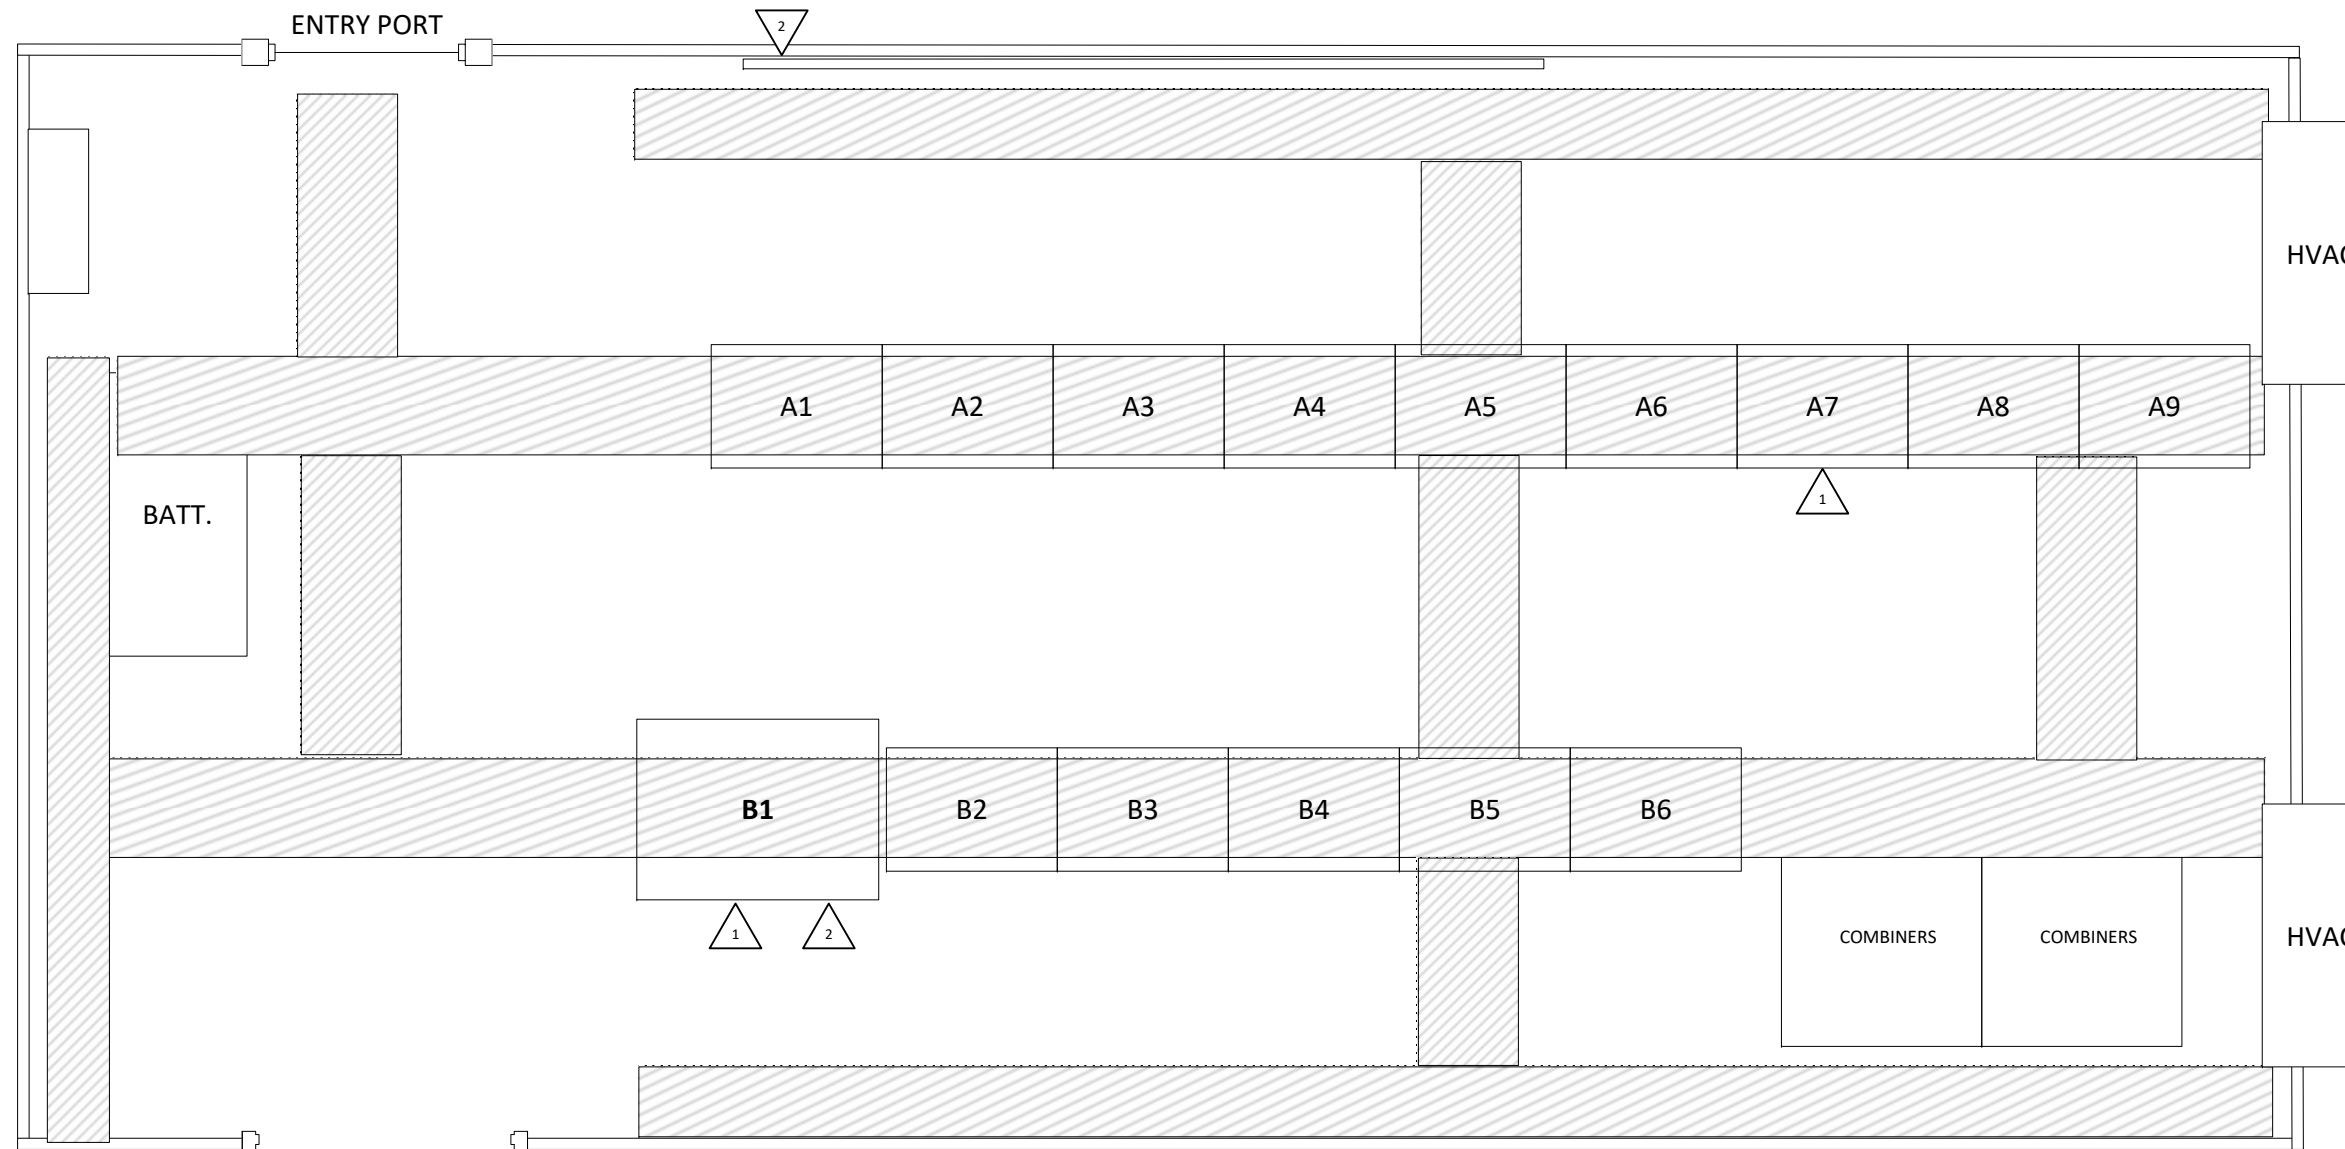 ENTRY PORT
2
HVAC
A1 A2 A3 A4 A5 A6 A7 A8 A9
1
BATT.
B1 B2 B3 B4 B5 B6
1 2
COMBINERS COMBINERS
HVAC